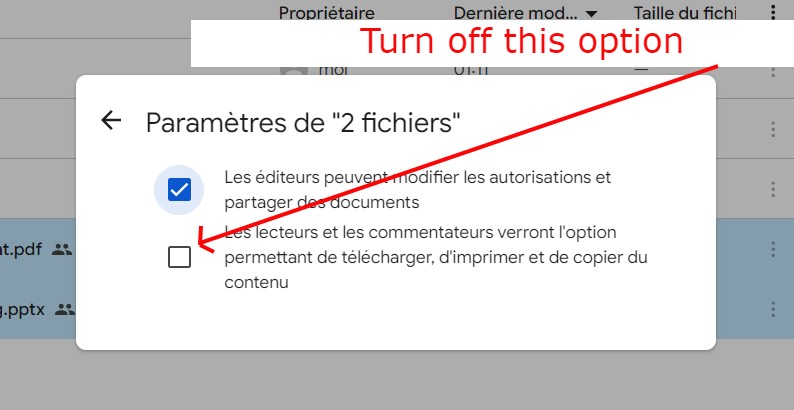 Propriétaire Dernière mod... Taille du fichi
Turn off this option
moi 01:11 —
Paramètres de "2 fichiers"
Les éditeurs peuvent modifier les autorisations et
partager des documents
Les lecteurs et les commentateurs verront l'option
permettant de télécharger, d'imprimer et de copier du
contenu
nt.pdf
g.pptx